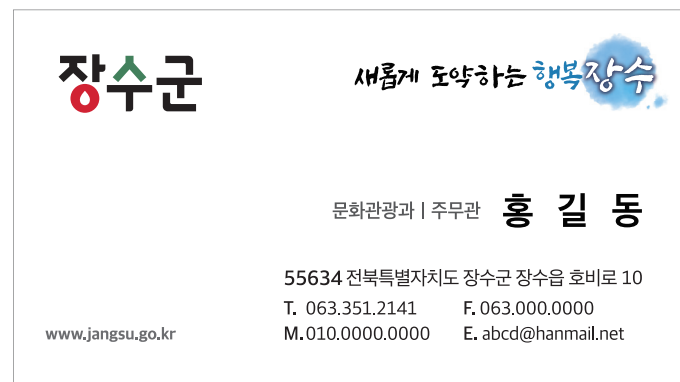 장수군
새롭게 도약하는 행복장수
문화관광과 | 주무관 홍 길 동
55634 전북특별자치도 장수군 장수읍 호비로 10
T. 063.351.2141 F. 063.000.0000
www.jangsu.go.kr M. 010.0000.0000 E. abcd@hanmail.net